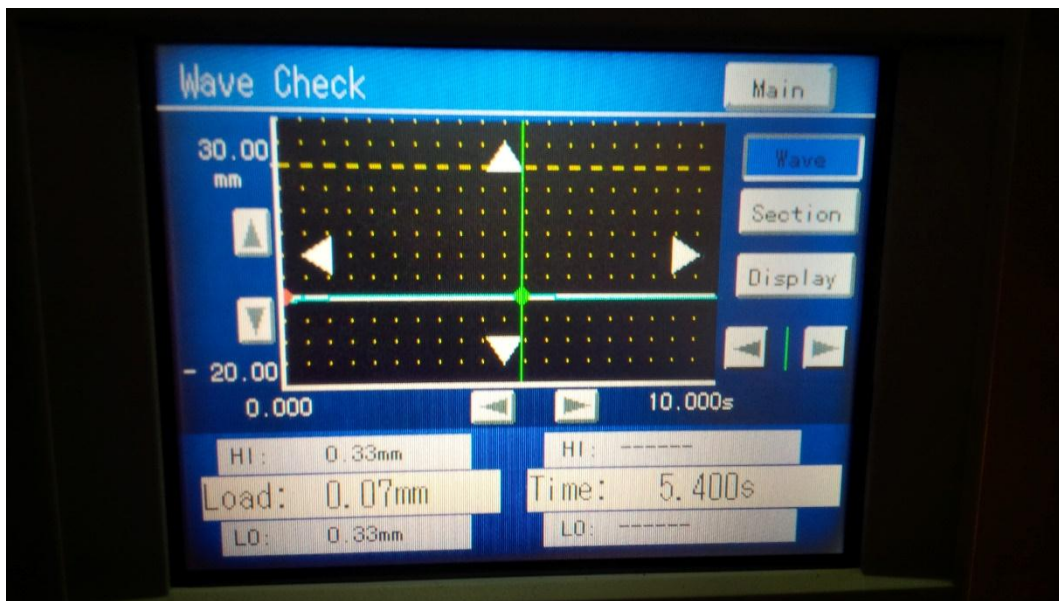 Wave Check
Main
30.00
mm
Wave
Section
Display
- 20.00
0.000
10.000s
HI: 0.33mm
HI: ------
Load: 0.07mm
Time: 5.400s
LO: 0.33mm
LO: ------